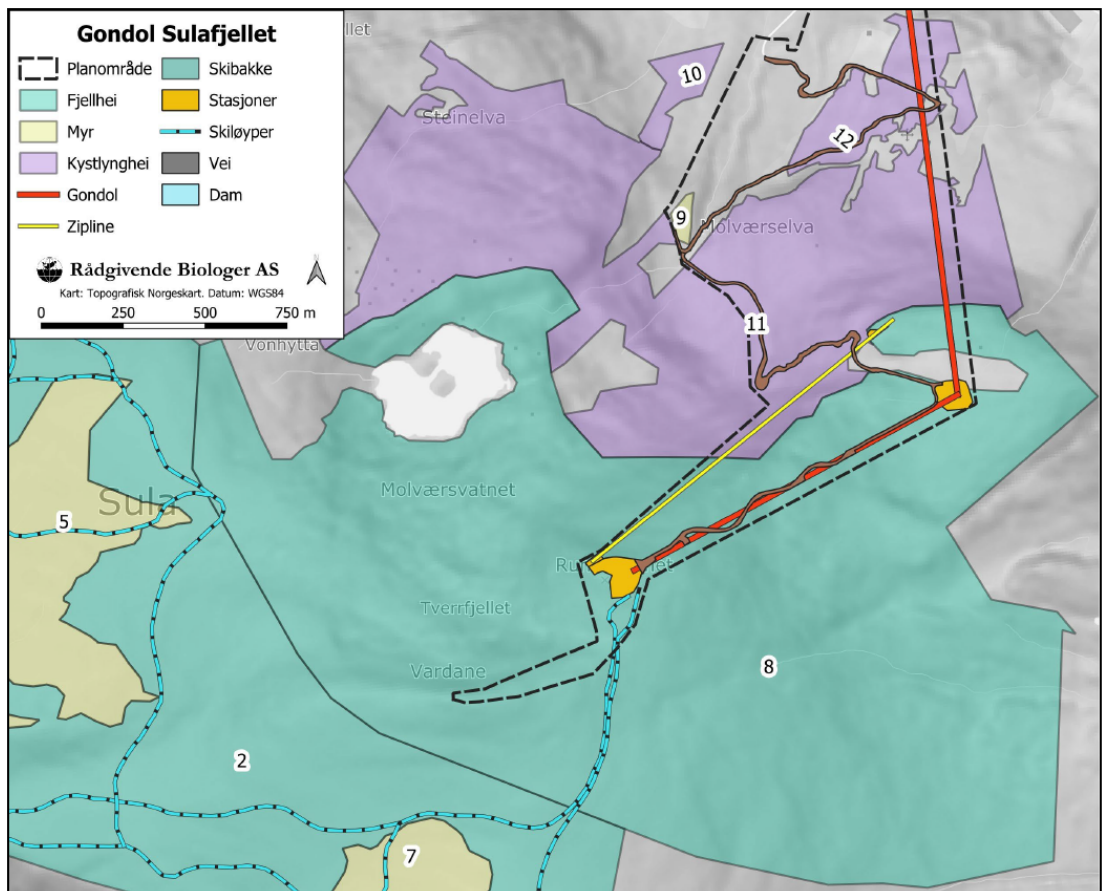 Gondol Sulafjellet
Planområde
Skibakke
Fjellhei
Stasjoner
Myr
Skiløyper
Kystlynghei
Vei
Gondol
Dam
Zipline
Rådgivende Biologer AS
Kart: Topografisk Norgeskart. Datum: WGS84
0 250 500 750 m
10
Steinelva
12
9
Molværselva
11
Vonhytta
Molværsvatnet
Sula
5
Tverrfjellet
Vardane
8
2
7